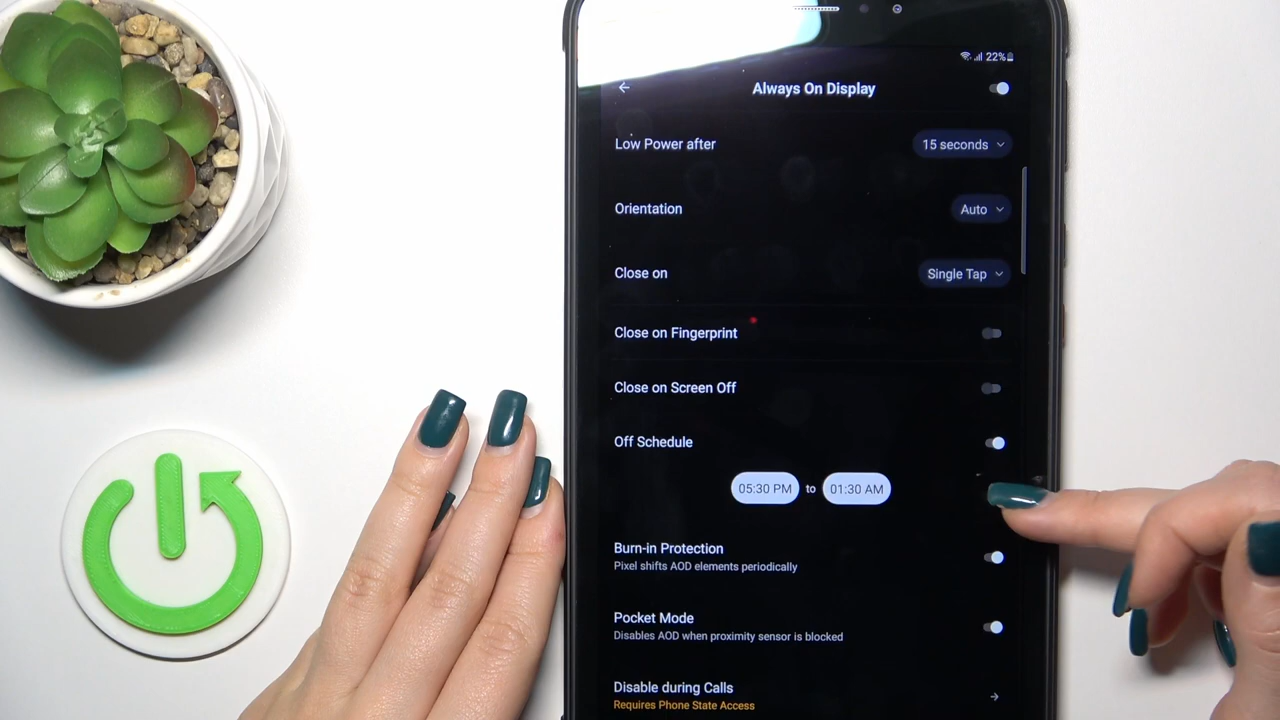 22%
Always On Display
Low Power after
15 seconds
Orientation
Auto
Close on
Single Tap
Close on Fingerprint
Close on Screen Off
Off Schedule
05:30 PM to 01:30 AM
Burn-in Protection
Pixel shifts AOD elements periodically
Pocket Mode
Disables AOD when proximity sensor is blocked
Disable during Calls
Requires Phone State Access